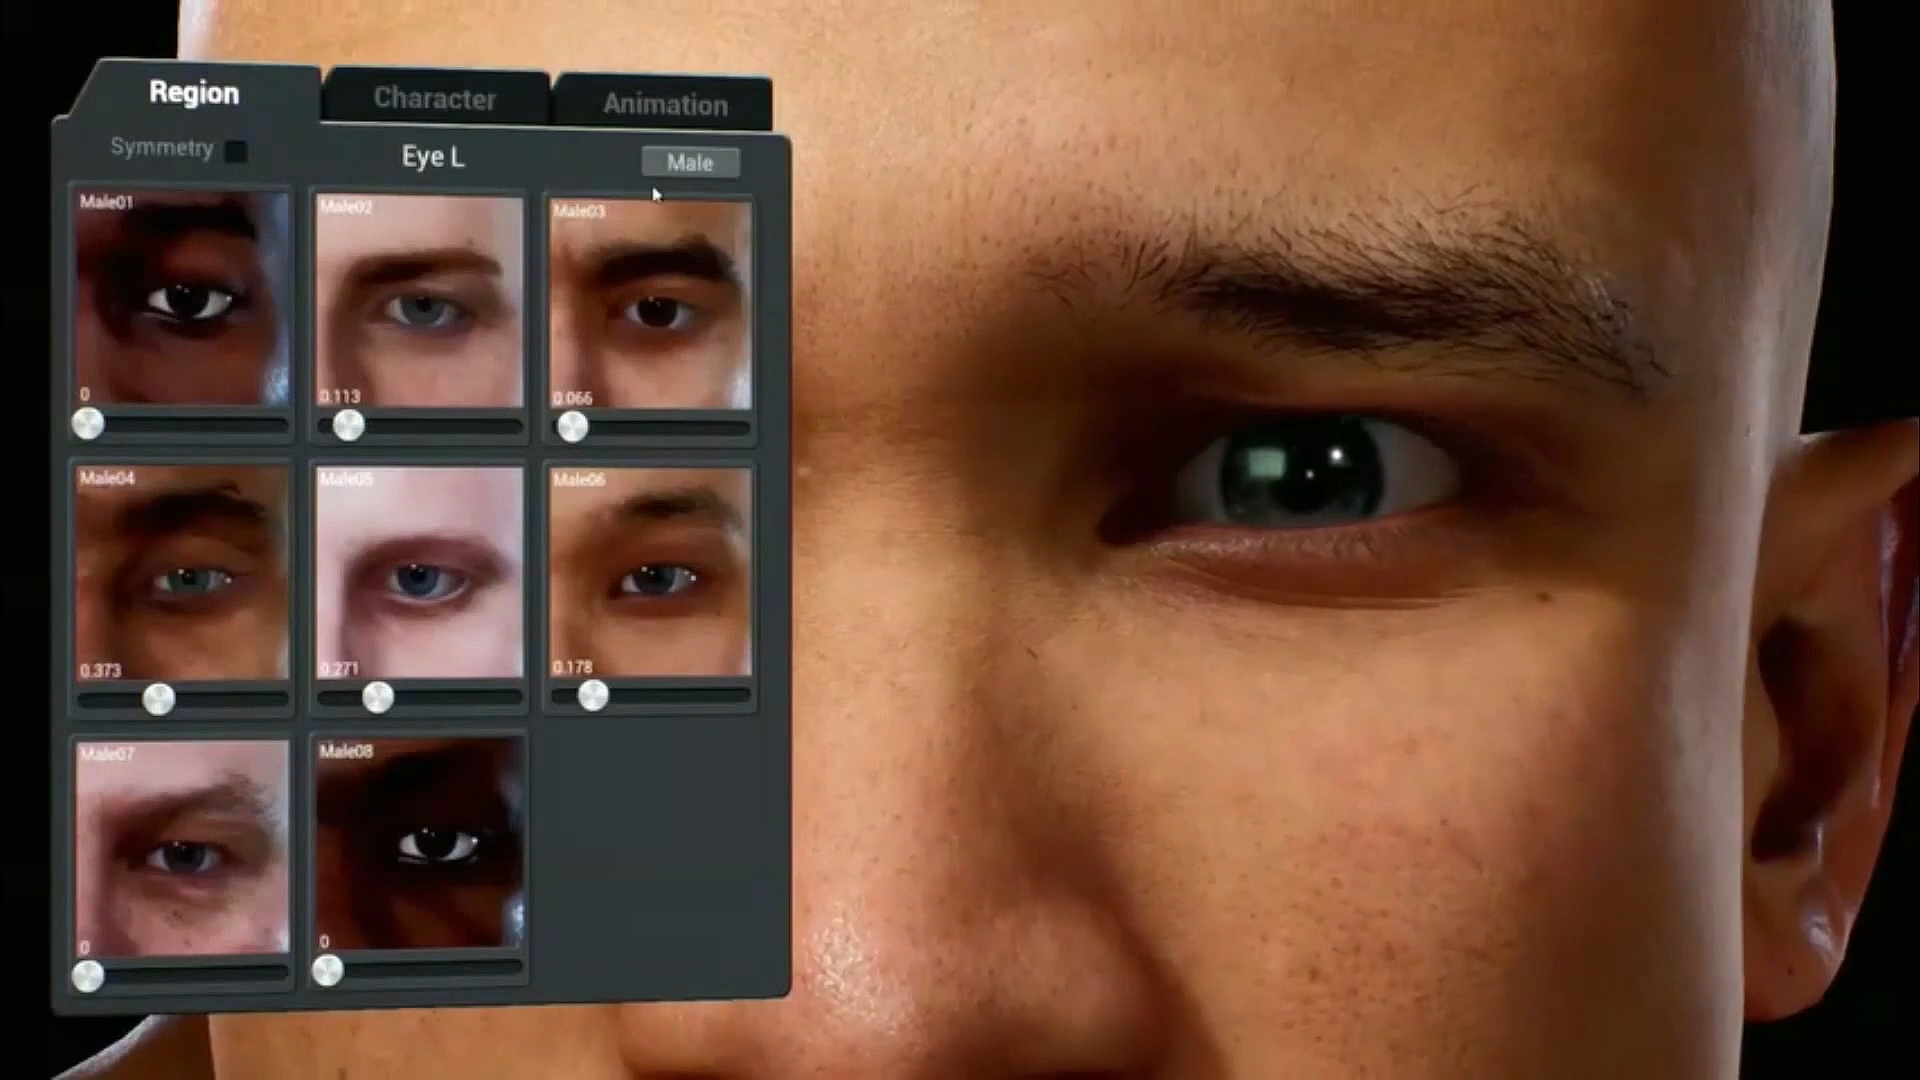 Region
Character
Animation
Symmetry
Eye L
Male
Male01
Male02
Male03
0
0.113
0.066
Male04
Male05
Male06
0.373
0.271
0.178
Male07
Male08
0
0